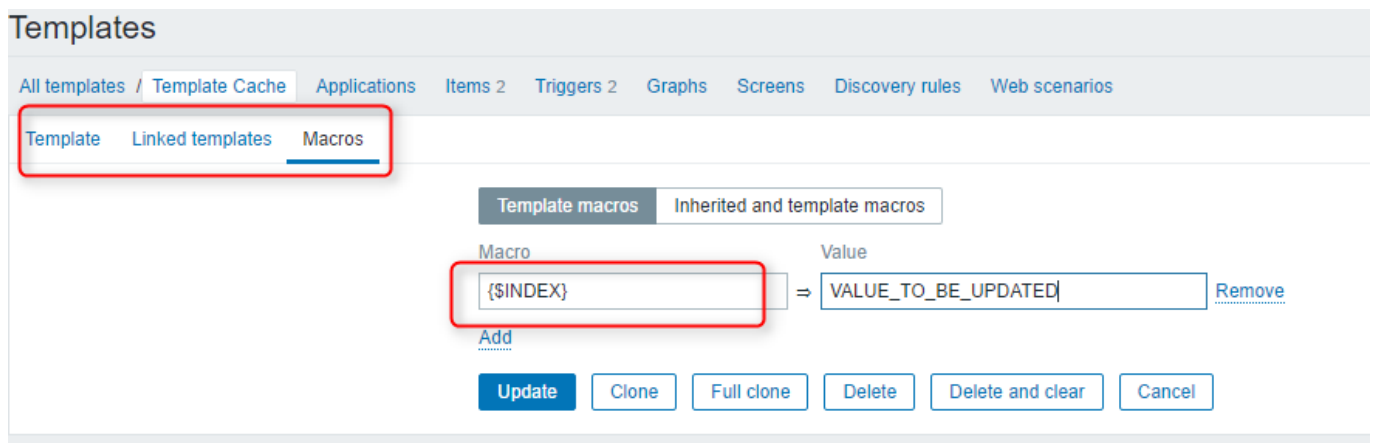 Templates
All templates / Template Cache Applications Items 2 Triggers 2 Graphs Screens Discovery rules Web scenarios
Template Linked templates Macros
Template macros Inherited and template macros
Macro Value
{$INDEX} ⇒ VALUE_TO_BE_UPDATED Remove
Add
Update Clone Full clone Delete Delete and clear Cancel